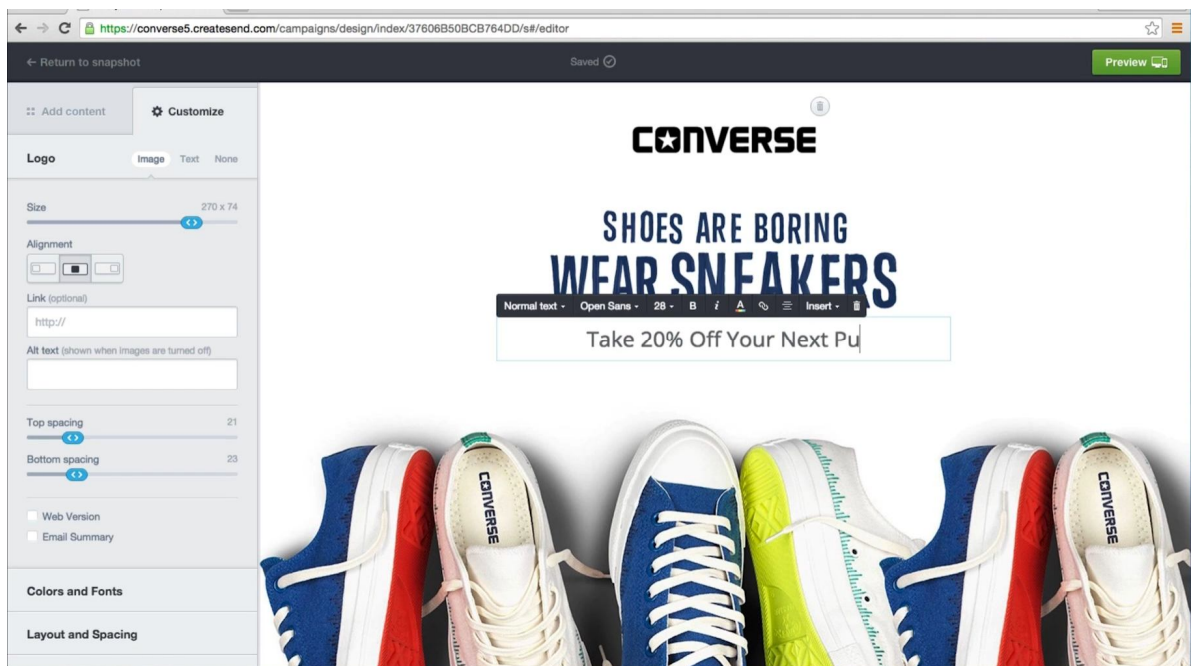 https://converse5.createsend.com/campaigns/design/index/37606B50BCB764DD/s#/editor
← Return to snapshot
Saved
Preview
Add content
Customize
Logo
Image Text None
Size 270 x 74
Alignment
Link (optional)
http://
Alt text (shown when images are turned off)
Top spacing 21
Bottom spacing 23
Web Version
Email Summary
Colors and Fonts
Layout and Spacing
CONVERSE
SHOES ARE BORING
WEAR SNEAKERS
Normal text Open Sans 28 B i A Insert
Take 20% Off Your Next Pu
CONVERSE
CONVERSE